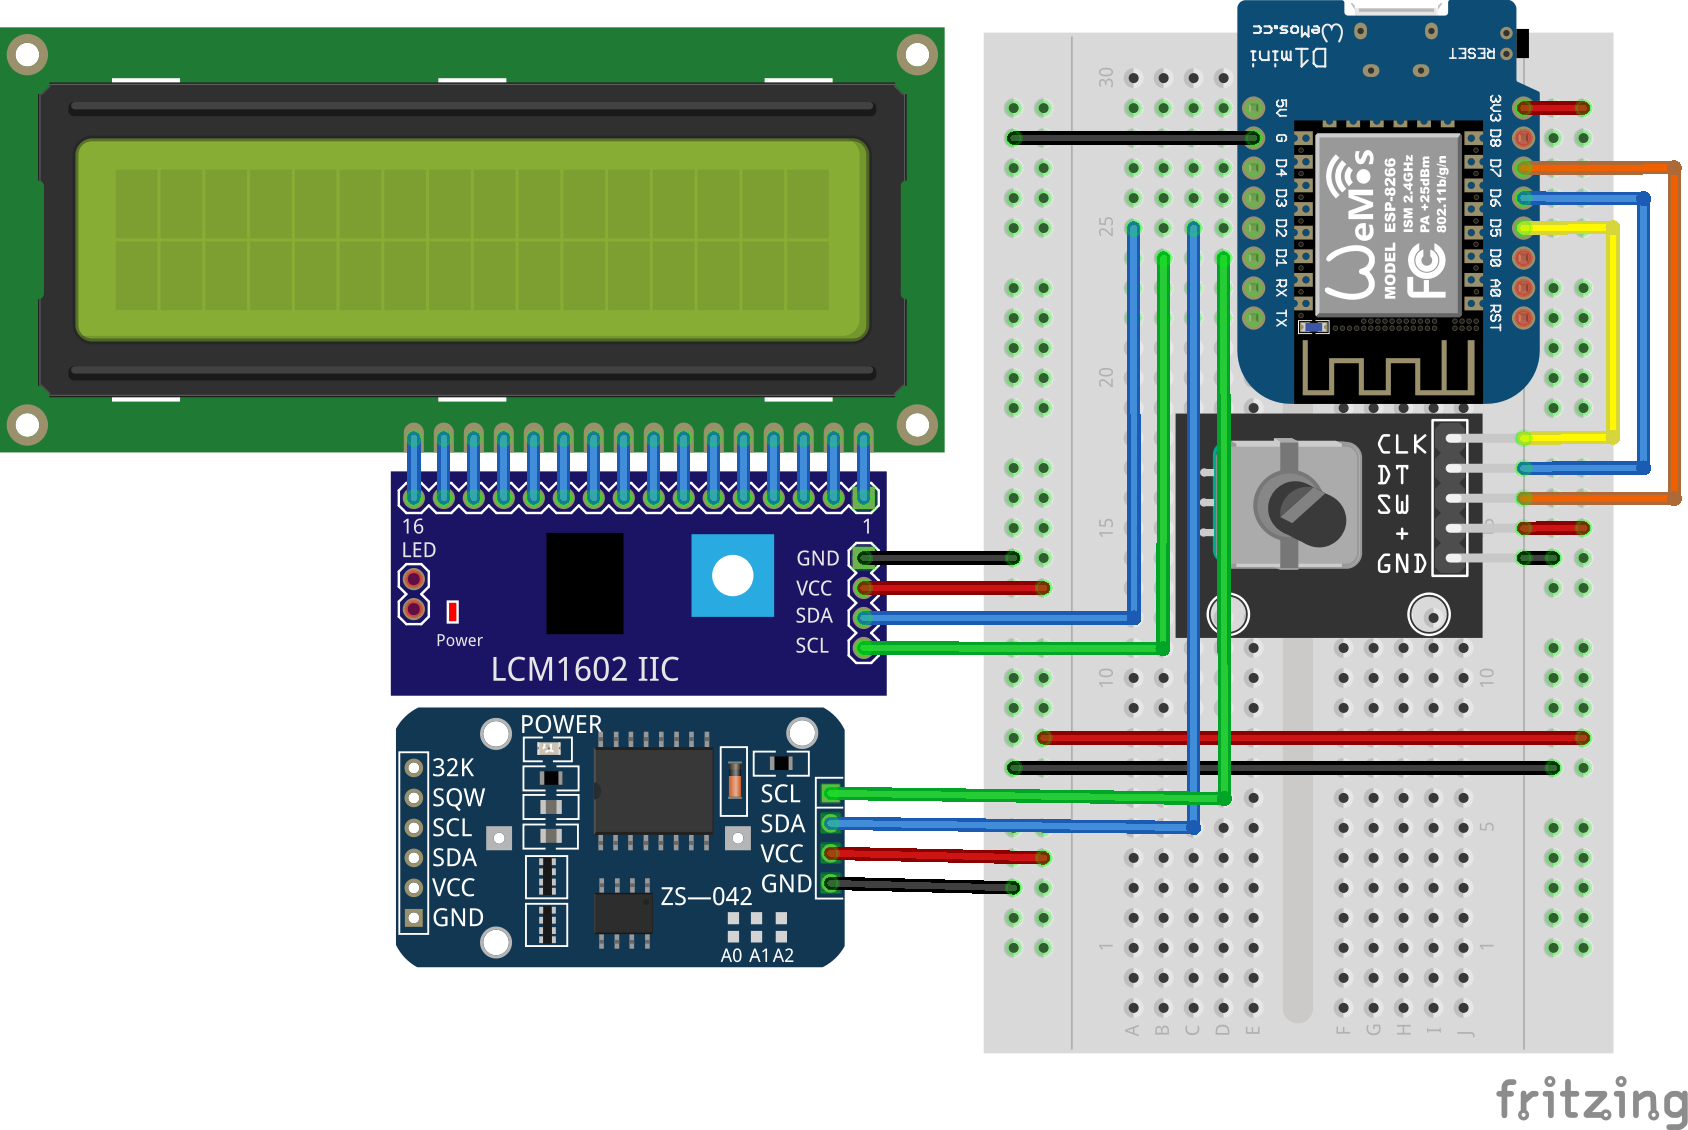 WeMos.cc
D1mini
RESET
30
5V
G
D4
D3
D2
D1
RX
TX
3V3
D8
D7
D6
D5
D0
A0
RST
WeMos
MODEL ESP-8266
ISM 2.4GHz
PA +25dBm
802.11b/g/n
FC
25
20
15
10
10
5
1
1
A B C D E F G H I J
CLK
DT
SW
+
GND
16
1
LED
Power
GND
VCC
SDA
SCL
LCM1602 IIC
POWER
32K
SQW
SCL
SDA
VCC
GND
SCL
SDA
VCC
GND
ZS—042
A0 A1 A2
fritzing